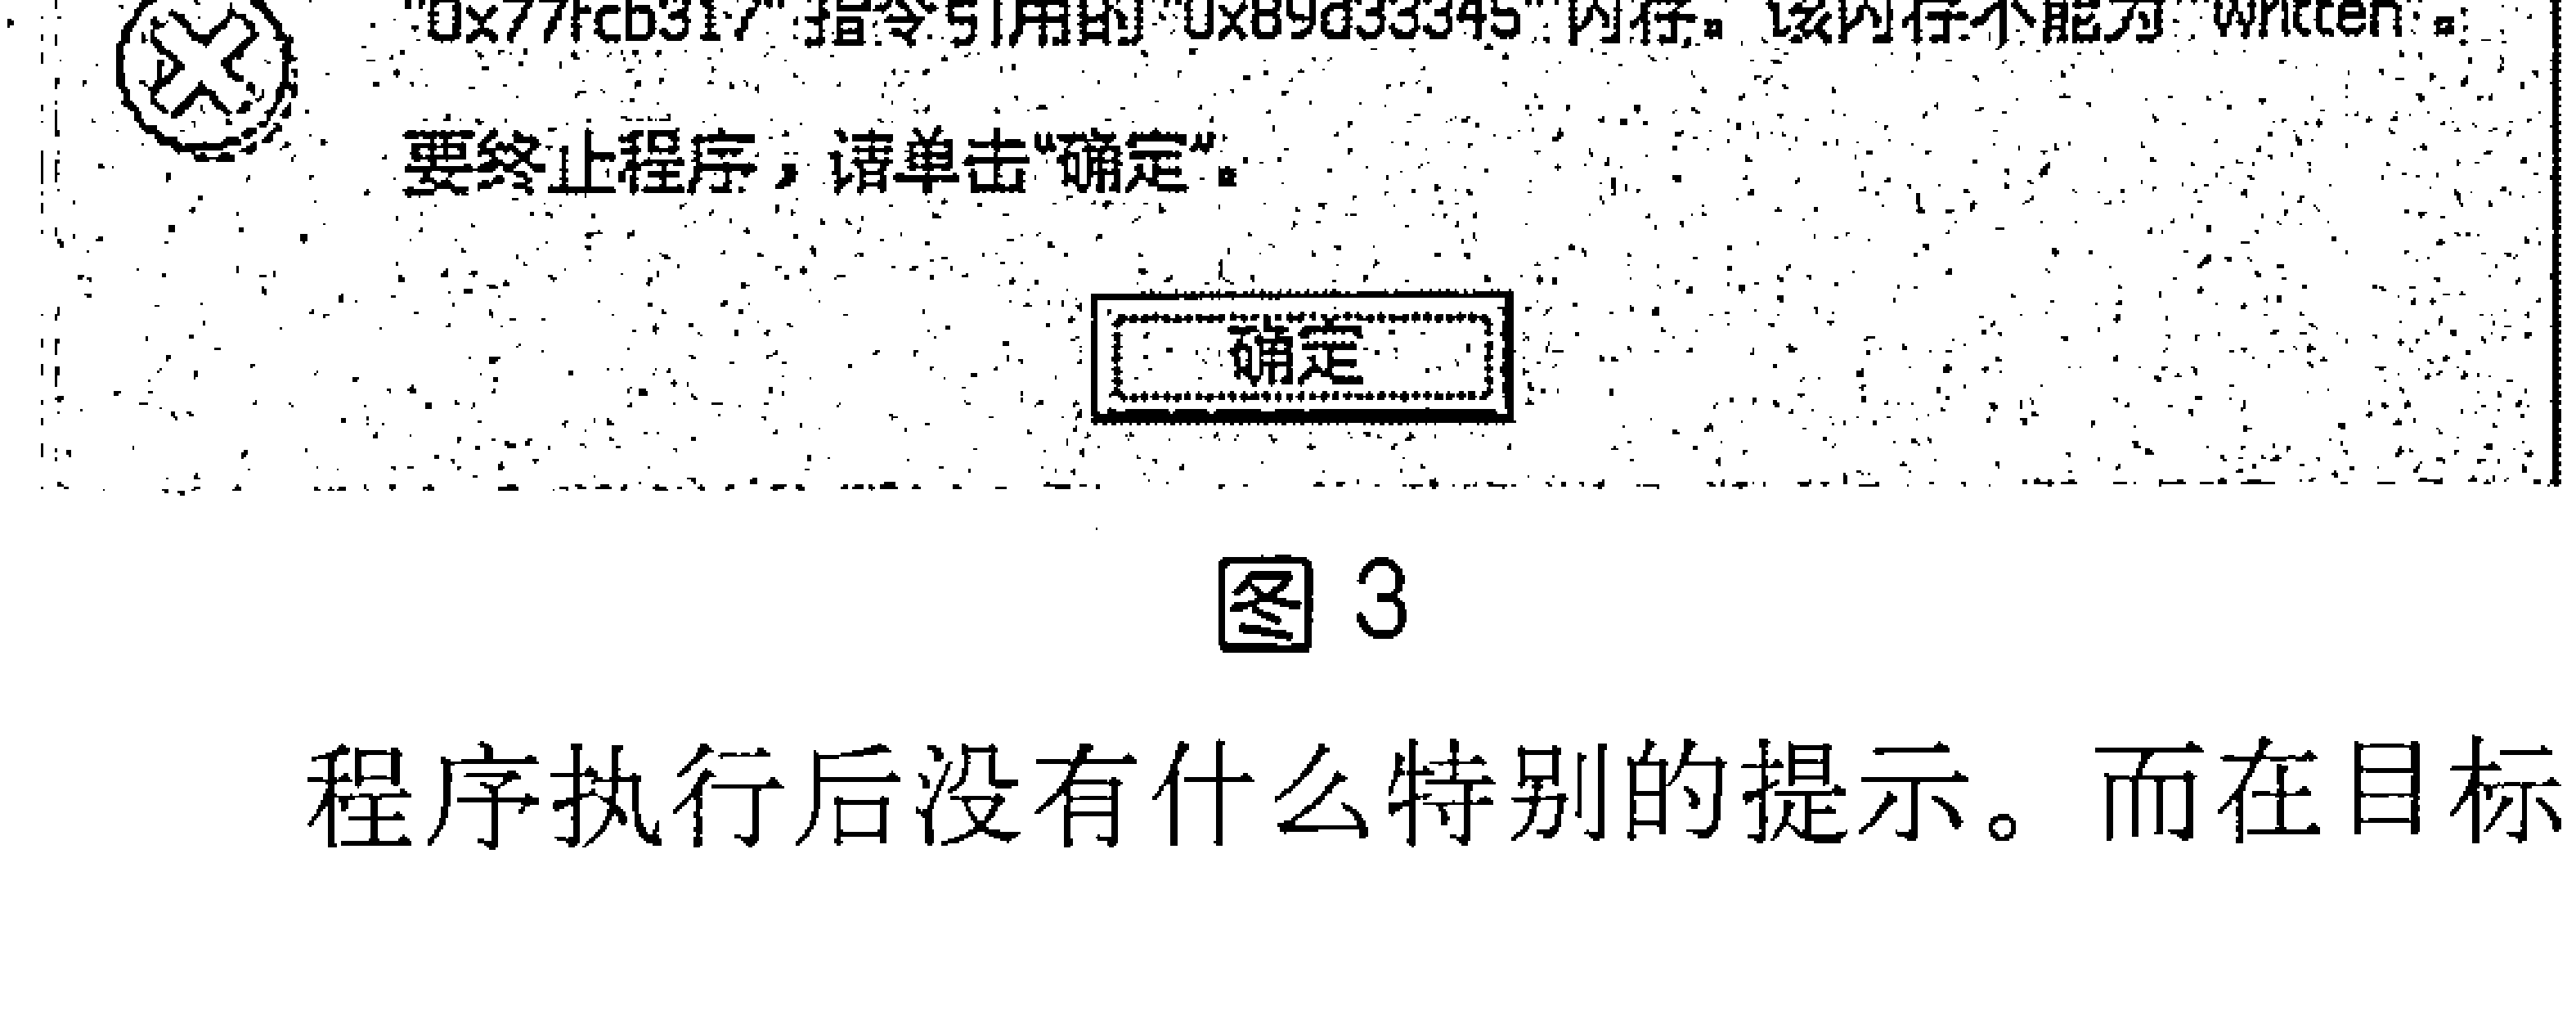 "0x77fcb317" 指令引用的 "0x89d33345" 内存。该内存不能为 "written"。
要终止程序，请单击“确定”。
确定
图 3
程序执行后没有什么特别的提示。而在目标